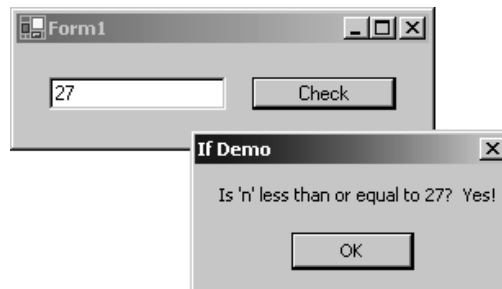 Form1
27
Check
If Demo
Is 'n' less than or equal to 27?  Yes!
OK